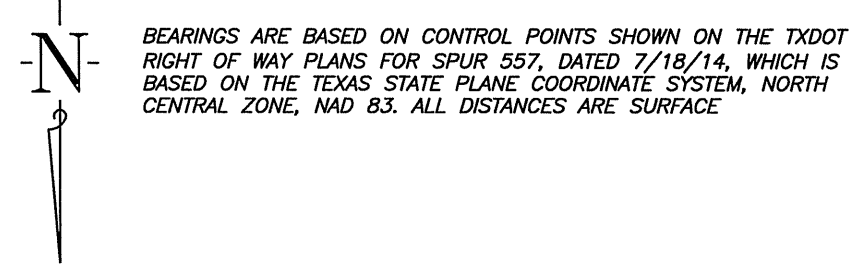 N
BEARINGS ARE BASED ON CONTROL POINTS SHOWN ON THE TXDOT
RIGHT OF WAY PLANS FOR SPUR 557, DATED 7/18/14, WHICH IS
BASED ON THE TEXAS STATE PLANE COORDINATE SYSTEM, NORTH
CENTRAL ZONE, NAD 83. ALL DISTANCES ARE SURFACE